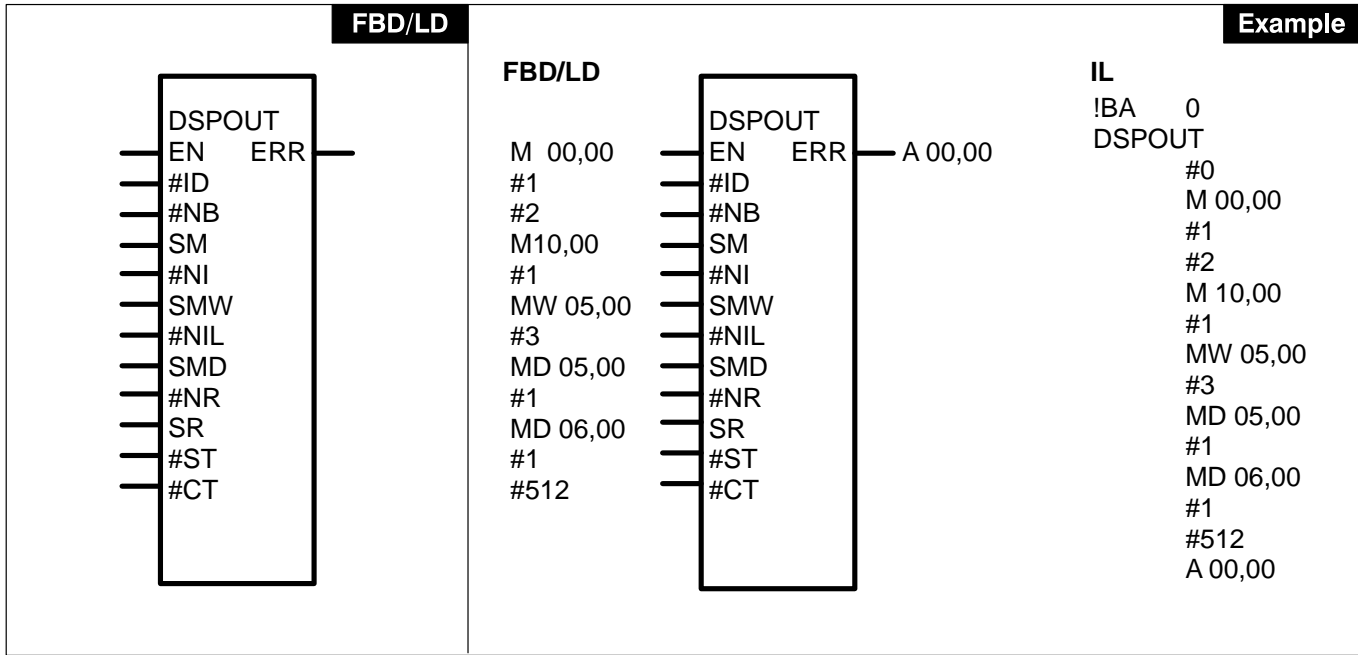 FBD/LD
DSPOUT
EN ERR
#ID
#NB
SM
#NI
SMW
#NIL
SMD
#NR
SR
#ST
#CT
Example
FBD/LD
M 00,00
#1
#2
M10,00
#1
MW 05,00
#3
MD 05,00
#1
MD 06,00
#1
#512
DSPOUT
EN ERR
#ID
#NB
SM
#NI
SMW
#NIL
SMD
#NR
SR
#ST
#CT
A 00,00
IL
!BA 0
DSPOUT
#0
M 00,00
#1
#2
M 10,00
#1
MW 05,00
#3
MD 05,00
#1
MD 06,00
#1
#512
A 00,00